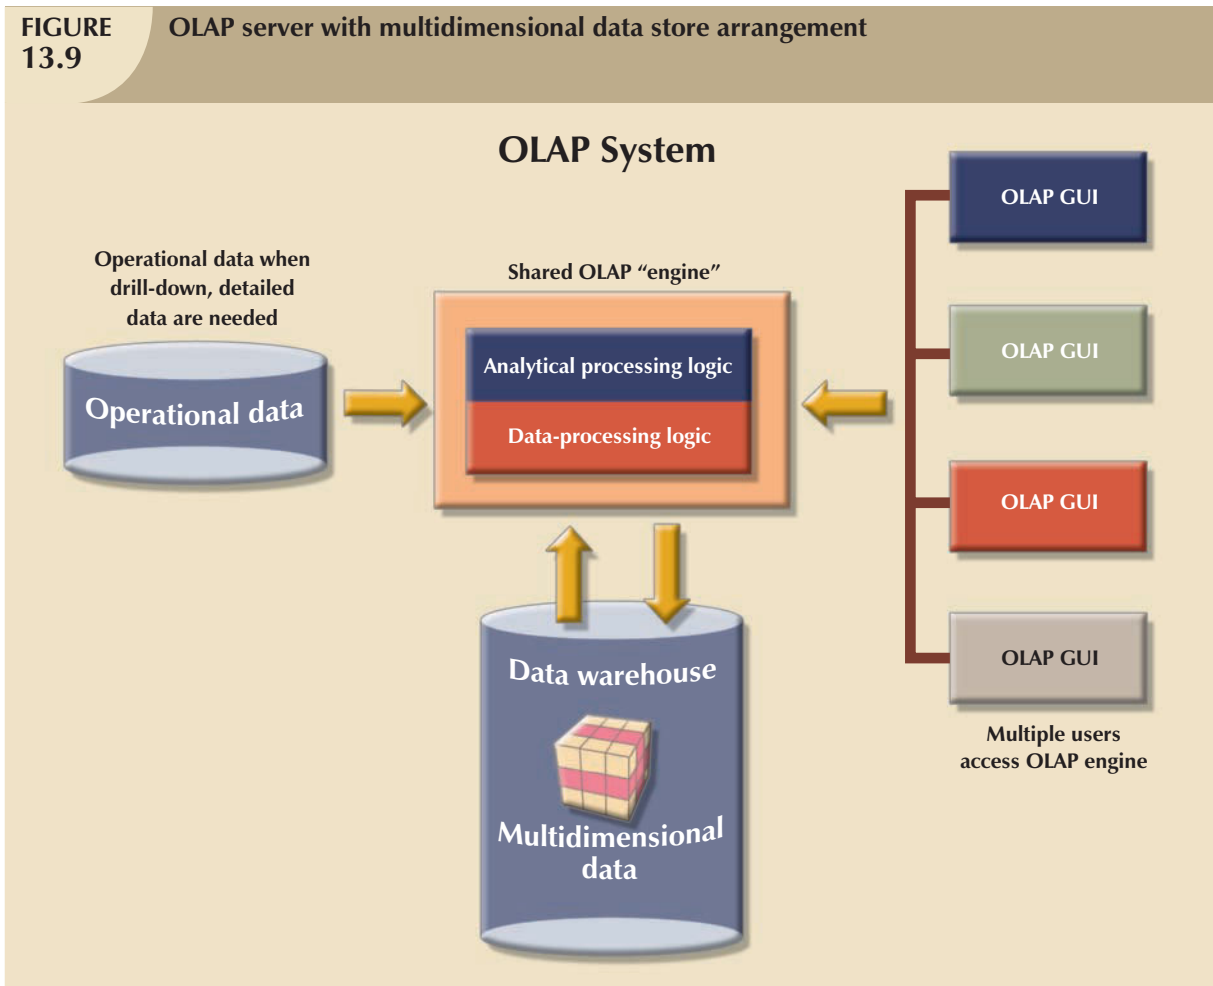 FIGURE
13.9
OLAP server with multidimensional data store arrangement
OLAP System
Operational data when
drill-down, detailed
data are needed
Operational data
Shared OLAP “engine”
Analytical processing logic
Data-processing logic
Data warehouse
Multidimensional
data
OLAP GUI
OLAP GUI
OLAP GUI
OLAP GUI
Multiple users
access OLAP engine